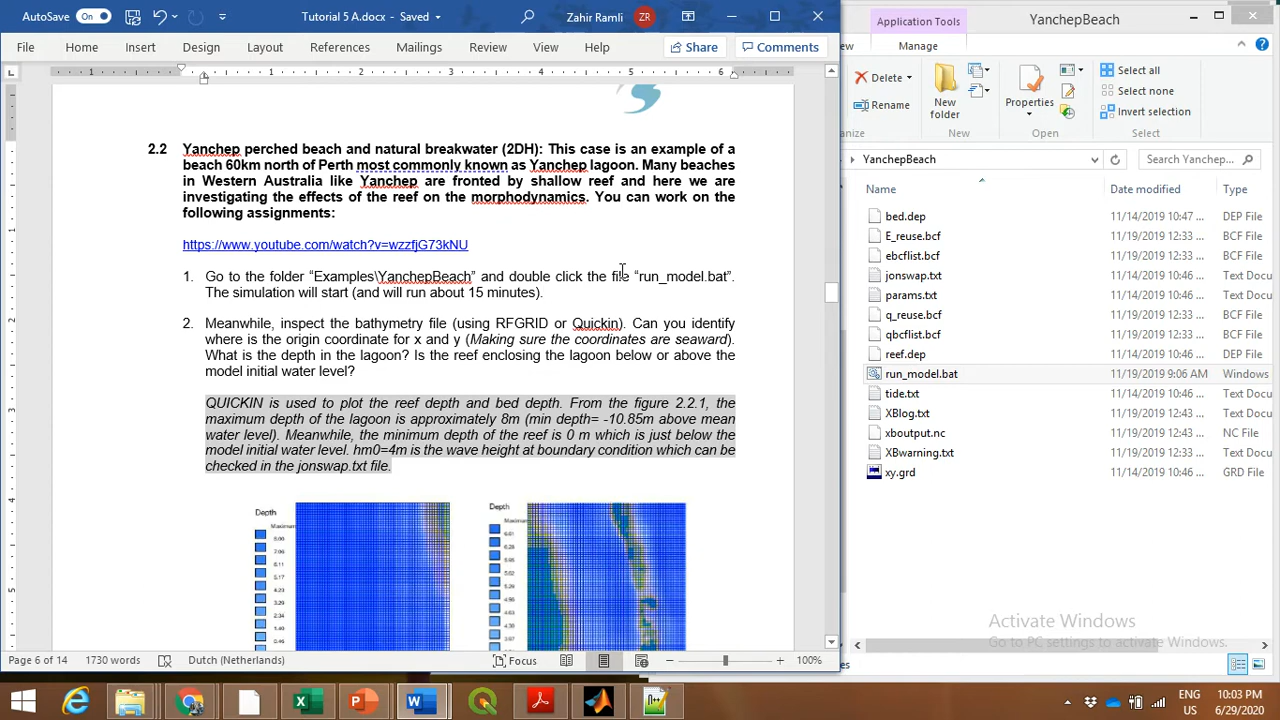 AutoSave On Tutorial 5 A.docx - Saved Zahir Ramli ZR
File Home Insert Design Layout References Mailings Review View Help Share Comments
1 1 2 3 4 5 6
2.2 Yanchep perched beach and natural breakwater (2DH): This case is an example of a
beach 60km north of Perth most commonly known as Yanchep lagoon. Many beaches
in Western Australia like Yanchep are fronted by shallow reef and here we are
investigating the effects of the reef on the morphodynamics. You can work on the
following assignments:
https://www.youtube.com/watch?v=wzzfjG73kNU
1. Go to the folder “Examples\YanchepBeach” and double click the file “run_model.bat”.
The simulation will start (and will run about 15 minutes).
2. Meanwhile, inspect the bathymetry file (using RFGRID or Quickin). Can you identify
where is the origin coordinate for x and y (Making sure the coordinates are seaward).
What is the depth in the lagoon? Is the reef enclosing the lagoon below or above the
model initial water level?
QUICKIN is used to plot the reef depth and bed depth. From the figure 2.2.1, the
maximum depth of the lagoon is approximately 8m (min depth= -10.85m above mean
water level). Meanwhile, the minimum depth of the reef is 0 m which is just below the
model initial water level. hm0=4m is the wave height at boundary condition which can be
checked in the jonswap.txt file.
Depth
Depth
Page 6 of 14 1730 words Dutch (Netherlands) Focus 100%
Application Tools YanchepBeach
Manage
Delete
Rename
New
folder
Properties
Select all
Select none
Invert selection
Open Select
YanchepBeach Search Yanchep...
Name Date modified Type
bed.dep 11/14/2019 10:47 ... DEP File
E_reuse.bcf 11/19/2019 12:33 ... BCF File
ebcflist.bcf 11/19/2019 12:33 ... BCF File
jonswap.txt 11/14/2019 10:46 ... Text Docu
params.txt 11/14/2019 10:46 ... Text Docu
q_reuse.bcf 11/19/2019 12:33 ... BCF File
qbcflist.bcf 11/19/2019 12:33 ... BCF File
reef.dep 11/14/2019 10:46 ... DEP File
run_model.bat 11/19/2019 9:06 AM Windows
tide.txt 11/14/2019 10:46 ... Text Docu
XBlog.txt 11/19/2019 12:33 ... Text Docu
xboutput.nc 11/19/2019 12:33 ... NC File
XBwarning.txt 11/19/2019 12:33 ... Text Docu
xy.grd 11/14/2019 10:46 ... GRD File
Activate Windows
Go to PC settings to activate Windows.
ENG
US
10:03 PM
6/29/2020